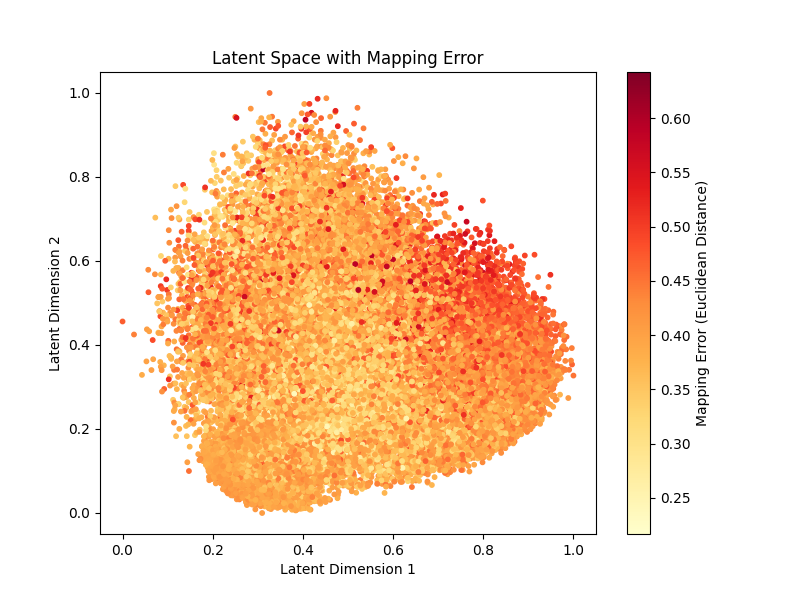 Latent Space with Mapping Error
Latent Dimension 2
1.0
0.8
0.6
0.4
0.2
0.0
0.0 0.2 0.4 0.6 0.8 1.0
Latent Dimension 1
0.60
0.55
0.50
0.45
0.40
0.35
0.30
0.25
Mapping Error (Euclidean Distance)